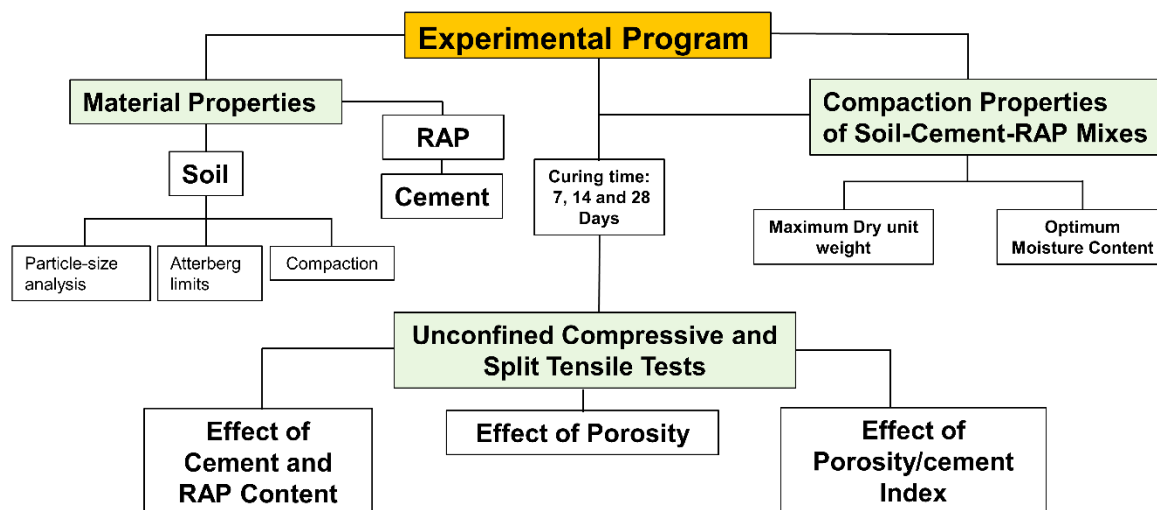 Experimental Program
Material Properties
Compaction Properties
of Soil-Cement-RAP Mixes
RAP
Soil
Cement
Curing time:
7, 14 and 28
Days
Maximum Dry unit
weight
Optimum
Moisture Content
Particle-size
analysis
Atterberg
limits
Compaction
Unconfined Compressive and
Split Tensile Tests
Effect of
Cement and
RAP Content
Effect of Porosity
Effect of
Porosity/cement
Index